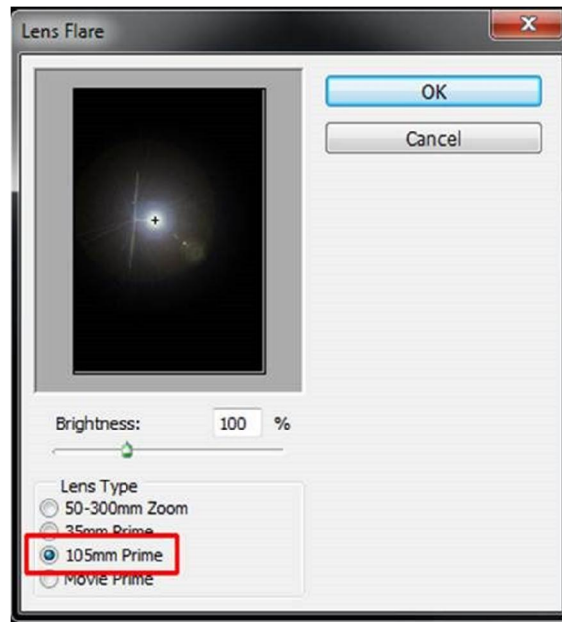 Lens Flare
OK
Cancel
Brightness: 100 %
Lens Type
50-300mm Zoom
35mm Prime
105mm Prime
Movie Prime